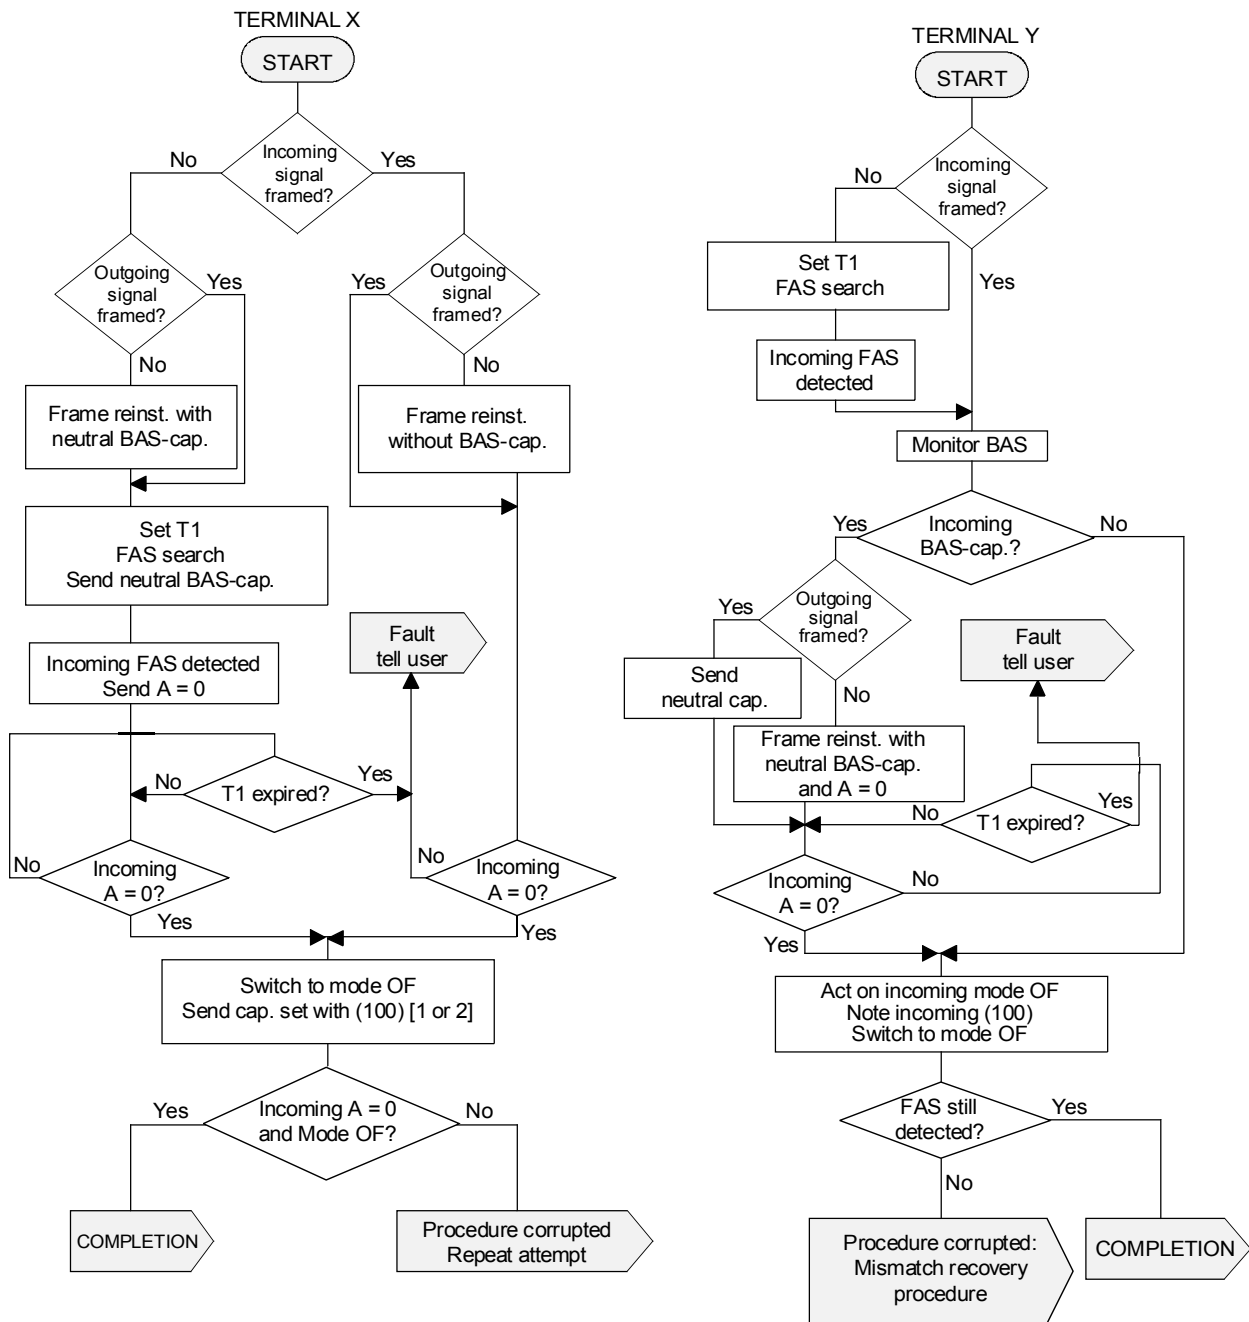 TERMINAL X
START
Incoming
signal
framed?
No
Yes
Outgoing
signal
framed?
Yes
No
Yes
Outgoing
signal
framed?
No
Frame reinst. with
neutral BAS-cap.
Frame reinst.
without BAS-cap.
Set T1
FAS search
Send neutral BAS-cap.
Incoming FAS detected
Send A = 0
Fault
tell user
No
T1 expired?
Yes
No
Incoming
A = 0?
Yes
No
Incoming
A = 0?
Yes
Switch to mode OF
Send cap. set with (100) [1 or 2]
Yes
Incoming A = 0
and Mode OF?
No
COMPLETION
Procedure corrupted
Repeat attempt
TERMINAL Y
START
Incoming
signal
framed?
No
Yes
Set T1
FAS search
Incoming FAS
detected
Monitor BAS
Yes
Incoming
BAS-cap.?
No
Yes
Outgoing
signal
framed?
No
Send
neutral cap.
Fault
tell user
Frame reinst. with
neutral BAS-cap.
and A = 0
No
T1 expired?
Yes
Incoming
A = 0?
No
Yes
Act on incoming mode OF
Note incoming (100)
Switch to mode OF
FAS still
detected?
Yes
No
Procedure corrupted:
Mismatch recovery
procedure
COMPLETION